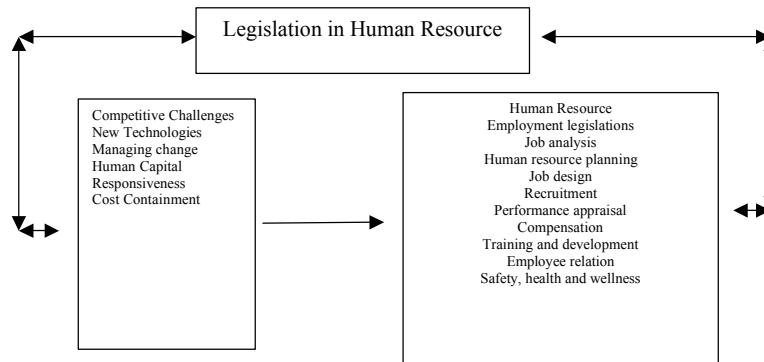 Legislation in Human Resource
Competitive Challenges
New Technologies
Managing change
Human Capital
Responsiveness
Cost Containment
Human Resource
Employment legislations
Job analysis
Human resource planning
Job design
Recruitment
Performance appraisal
Compensation
Training and development
Employee relation
Safety, health and wellness